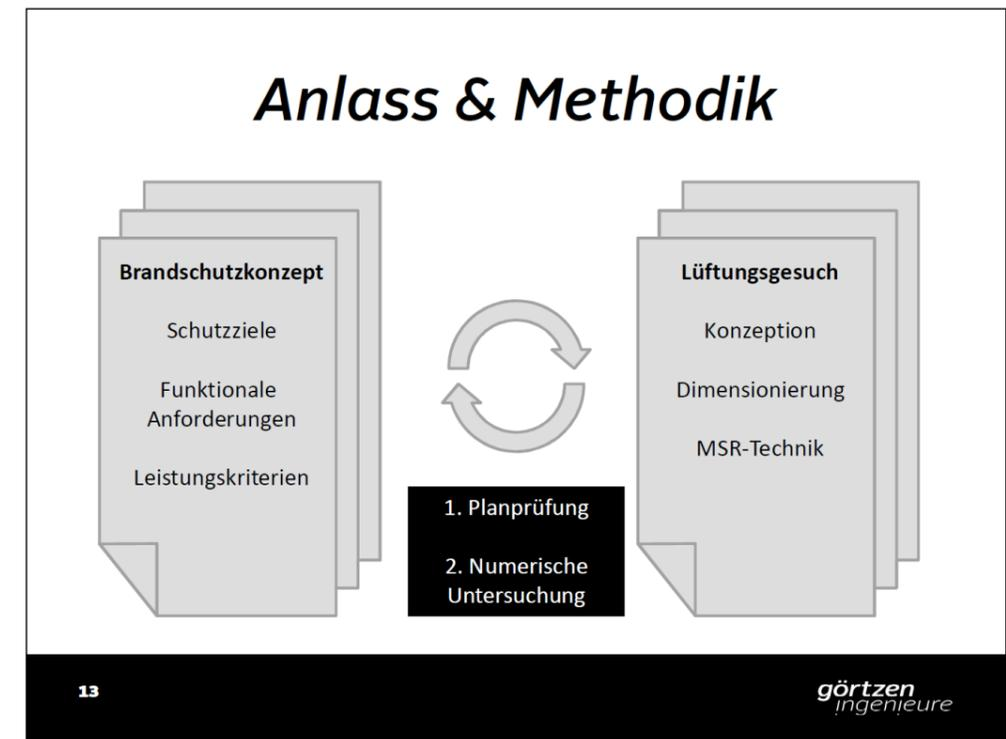 Anlass & Methodik
Brandschutzkonzept
Schutzziele
Funktionale
Anforderungen
Leistungskriterien
1. Planprüfung
2. Numerische
Untersuchung
Lüftungsgesuch
Konzeption
Dimensionierung
MSR-Technik
13
görtzen
ingenieure